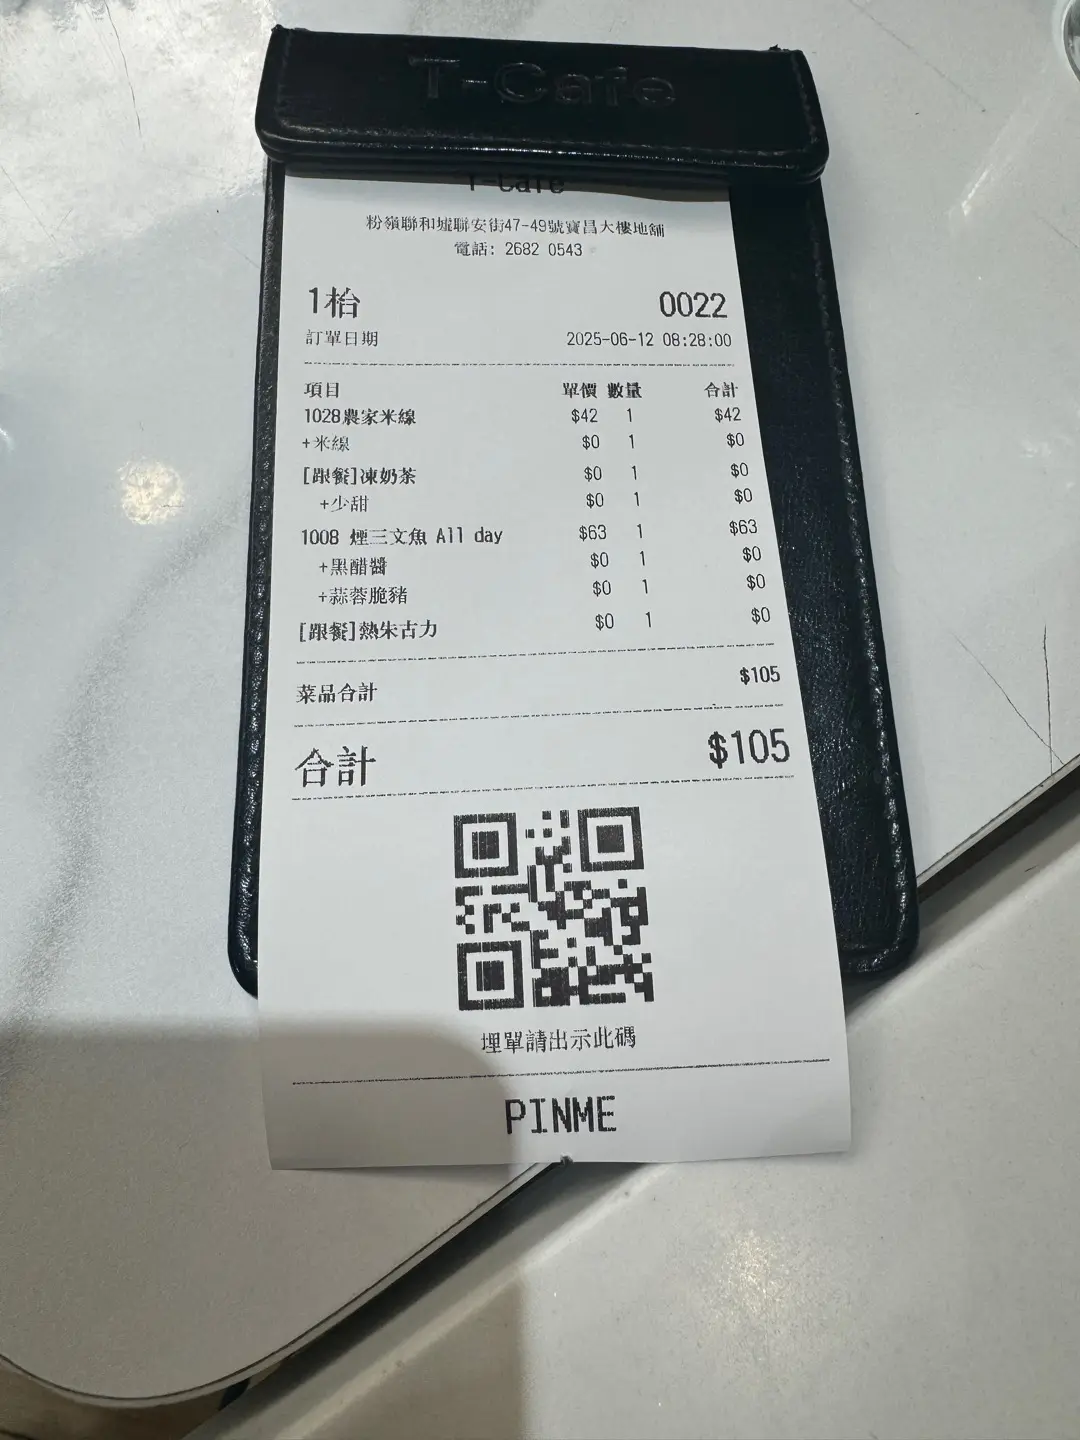 T-Cafe
T-Cafe
粉嶺聯和墟聯安街47-49號寶昌大樓地舖
電話: 2682 0543
1枱 0022
訂單日期 2025-06-12 08:28:00
項目 單價 數量 合計
1028農家米線 $42 1 $42
+米線 $0 1 $0
[跟餐]凍奶茶 $0 1 $0
+少甜 $0 1 $0
1008 煙三文魚 All day $63 1 $63
+黑醋醬 $0 1 $0
+蒜蓉脆豬 $0 1 $0
[跟餐]熱朱古力 $0 1 $0
菜品合計 $105
合計 $105
埋單請出示此碼
PINME